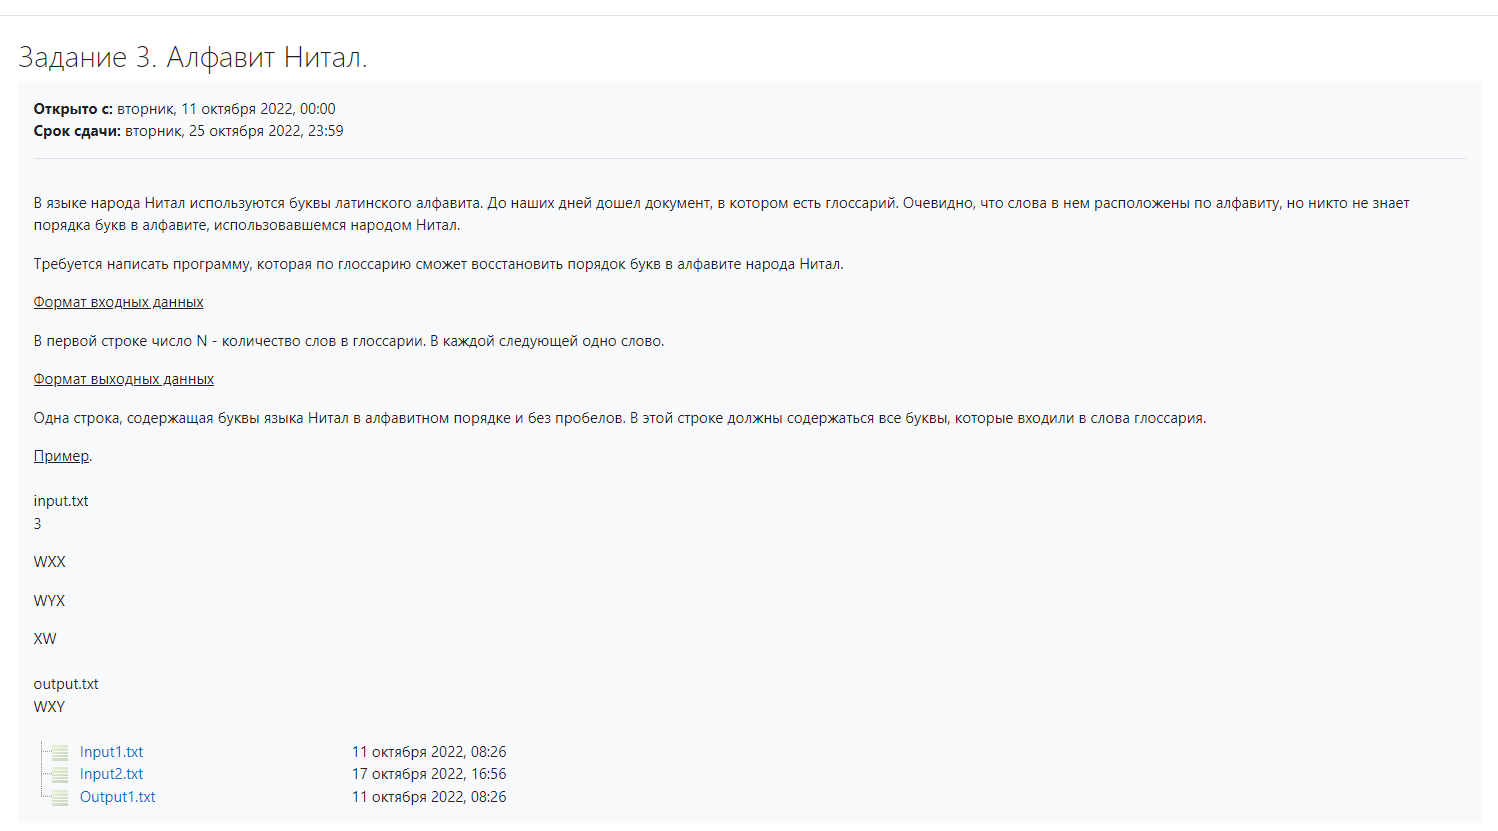 Задание 3. Алфавит Нитал.
Открыто с: вторник, 11 октября 2022, 00:00
Срок сдачи: вторник, 25 октября 2022, 23:59
В языке народа Нитал используются буквы латинского алфавита. До наших дней дошел документ, в котором есть глоссарий. Очевидно, что слова в нем расположены по алфавиту, но никто не знает
порядка букв в алфавите, использовавшемся народом Нитал.
Требуется написать программу, которая по глоссарию сможет восстановить порядок букв в алфавите народа Нитал.
Формат входных данных
В первой строке число N - количество слов в глоссарии. В каждой следующей одно слово.
Формат выходных данных
Одна строка, содержащая буквы языка Нитал в алфавитном порядке и без пробелов. В этой строке должны содержаться все буквы, которые входили в слова глоссария.
Пример.
input.txt
3
WXX
WYX
XW
output.txt
WXY
Input1.txt 11 октября 2022, 08:26
Input2.txt 17 октября 2022, 16:56
Output1.txt 11 октября 2022, 08:26